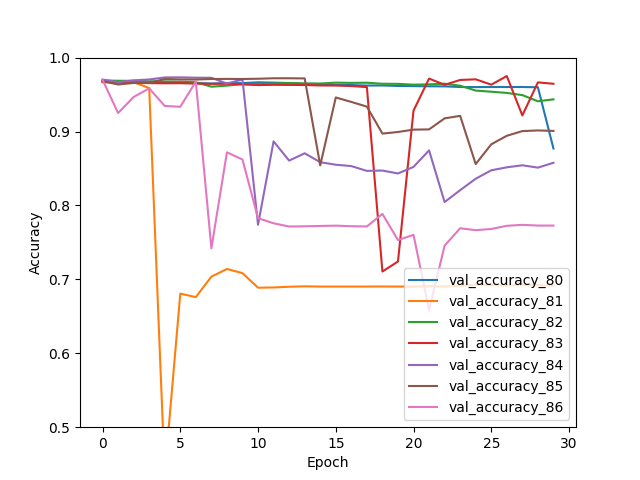 1.0
0.9
0.8
0.7
0.6
0.5
Accuracy
0 5 10 15 20 25 30
Epoch
val_accuracy_80
val_accuracy_81
val_accuracy_82
val_accuracy_83
val_accuracy_84
val_accuracy_85
val_accuracy_86